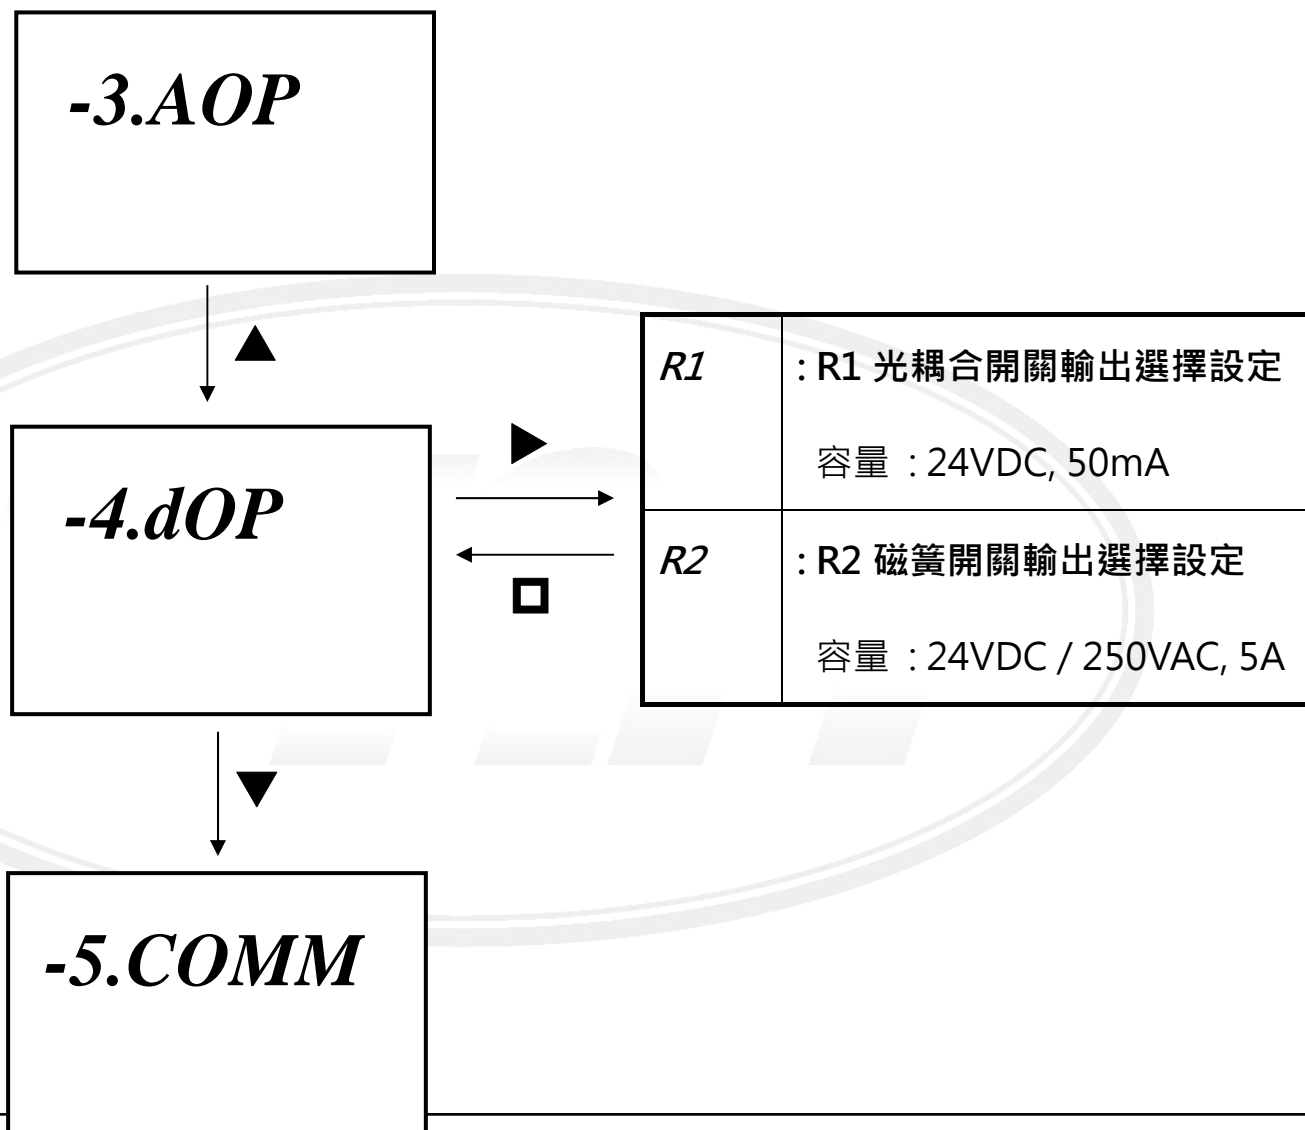 -3.AOP
-4.dOP
R1 : R1 光耦合開關輸出選擇設定
容量 : 24VDC, 50mA
R2 : R2 磁簧開關輸出選擇設定
容量 : 24VDC / 250VAC, 5A
-5.COMM